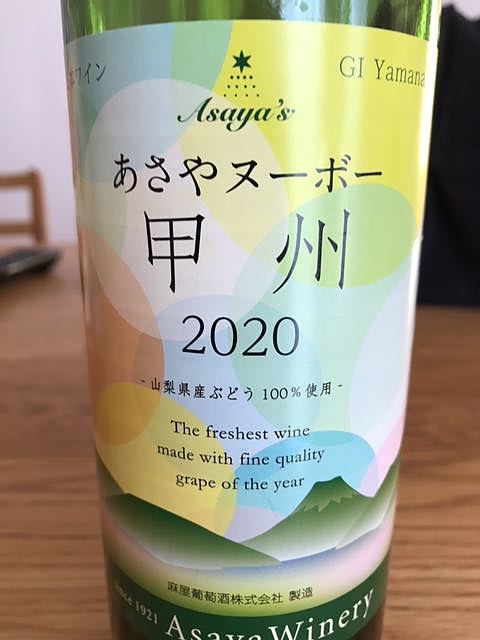 本ワイン
GI Yamana
Asaya's
あさやヌーボー
甲州
2020
- 山梨県産ぶどう100%使用 -
The freshest wine
made with fine quality
grape of the year
麻屋葡萄酒株式会社 製造
since 1921 Asaya Winery